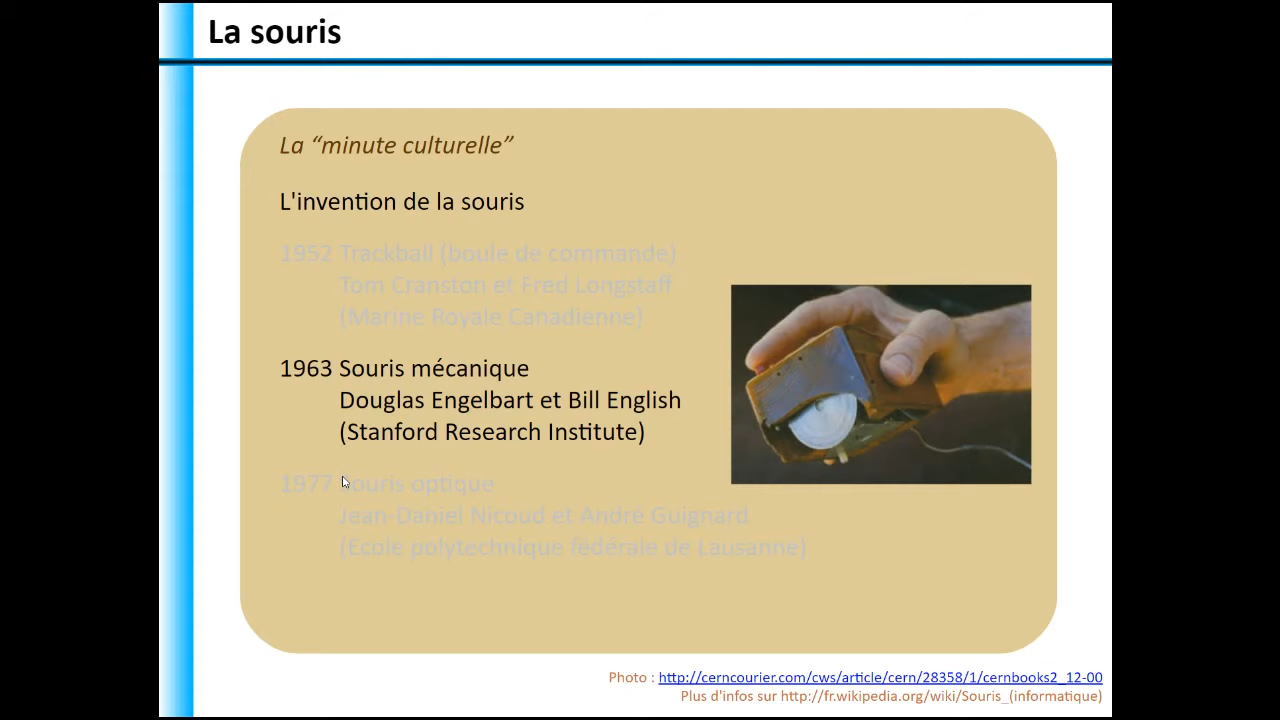 La souris
La “minute culturelle”
L'invention de la souris
1952 Trackball (boule de commande)
Tom Cranston et Fred Longstaff
(Marine Royale Canadienne)
1963 Souris mécanique
Douglas Engelbart et Bill English
(Stanford Research Institute)
1977 Souris optique
Jean-Daniel Nicoud et André Guignard
(Ecole polytechnique fédérale de Lausanne)
Photo : http://cerncourier.com/cws/article/cern/28358/1/cernbooks2_12-00
Plus d'infos sur http://fr.wikipedia.org/wiki/Souris_(informatique)